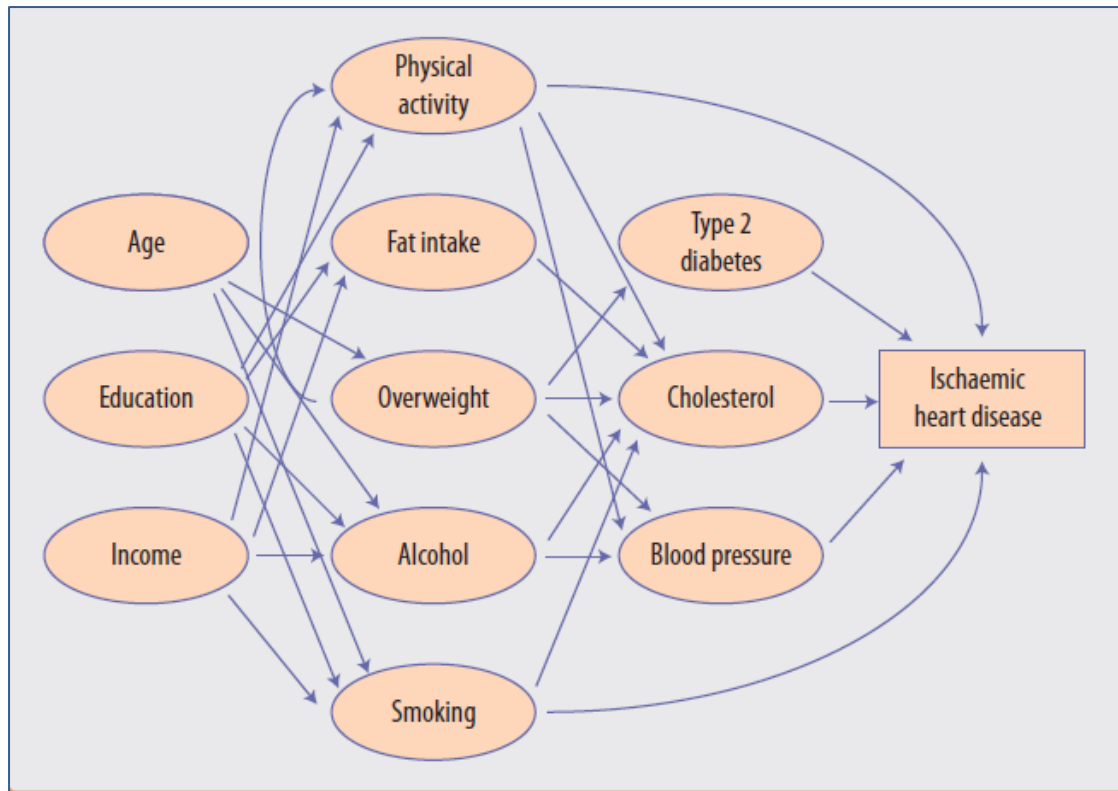 Physical
activity
Age
Fat intake
Type 2
diabetes
Education
Overweight
Cholesterol
Ischaemic
heart disease
Income
Alcohol
Blood pressure
Smoking